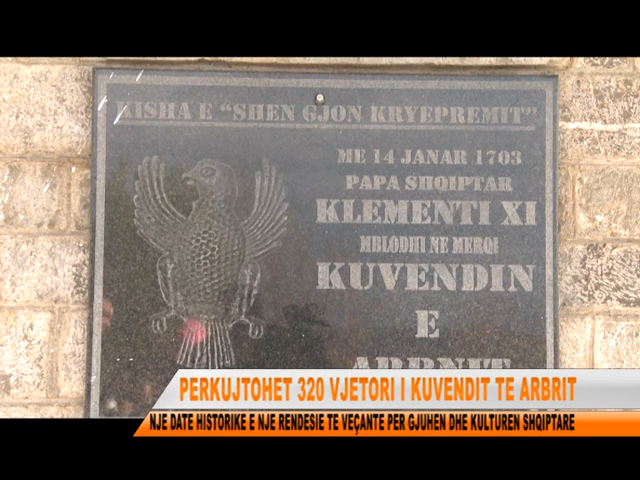 KISHA E "SHEN GJON KRYEPREMIT"
ME 14 JANAR 1703
PAPA SHQIPTAR
KLEMENTI XI
MBLODHI NE MERQI
KUVENDIN
E
ARBNIT
PERKUJTOHET 320 VJETORI I KUVENDIT TE ARBRIT
NJE DATE HISTORIKE E NJE RENDESIE TE VEÇANTE PER GJUHEN DHE KULTUREN SHQIPTARE